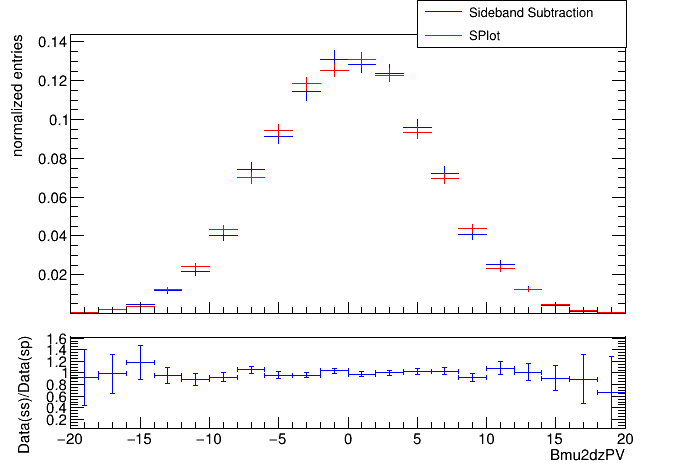 Sideband Subtraction
SPlot
normalized entries
0.14
0.12
0.1
0.08
0.06
0.04
0.02
Data(ss)/Data(sp)
1.6
1.4
1.2
1
0.8
0.6
0.4
0.2
−20 −15 −10 −5 0 5 10 15 20
Bmu2dzPV